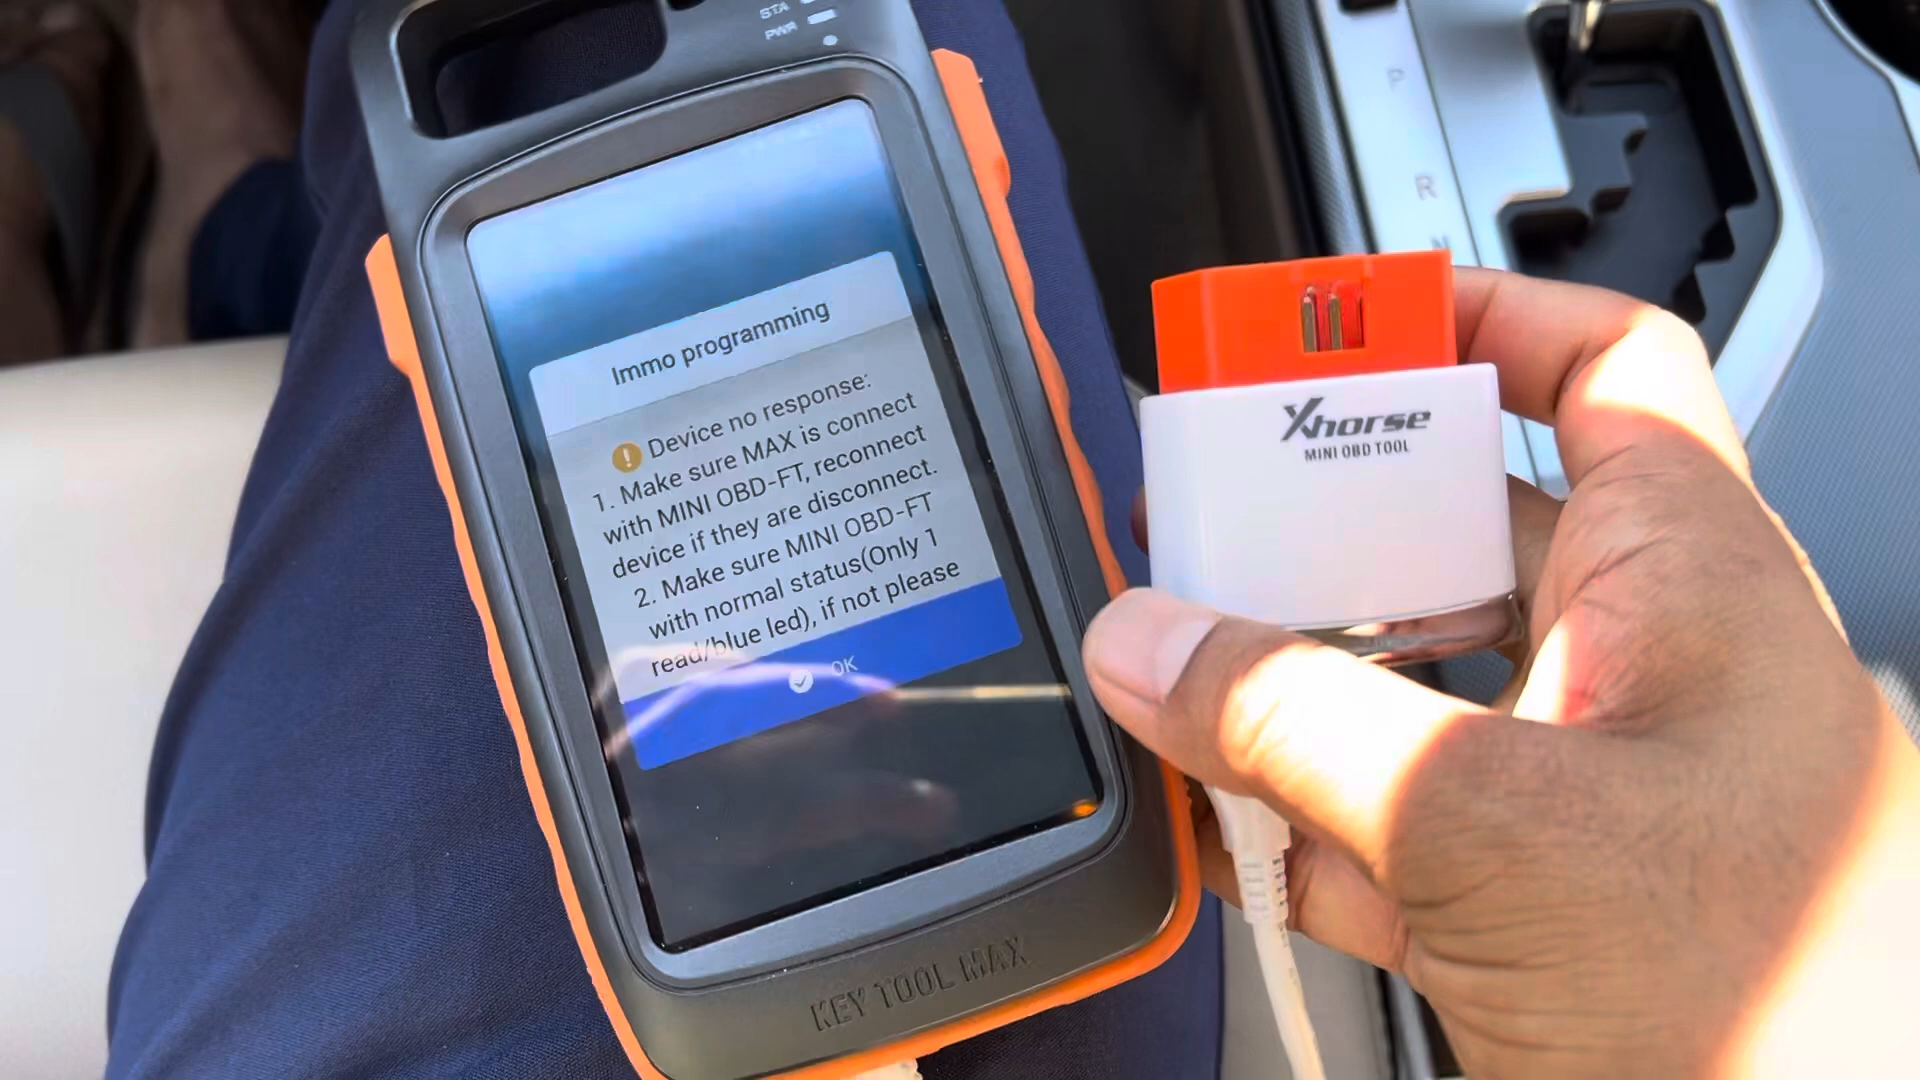 STA
PWR
Immo programming
Device no response:
1. Make sure MAX is connect
with MINI OBD-FT, reconnect
device if they are disconnect.
2. Make sure MINI OBD-FT
with normal status(Only 1
read/blue led), if not please
OK
KEY TOOL MAX
Xhorse
MINI OBD TOOL
P
R
N